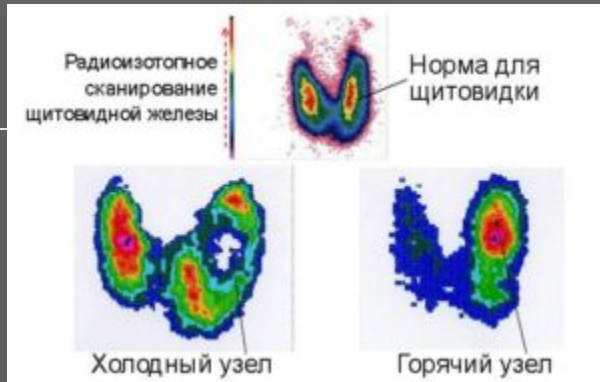 Радиоизотопное
сканирование
щитовидной железы
Норма для
щитовидки
Холодный узел
Горячий узел